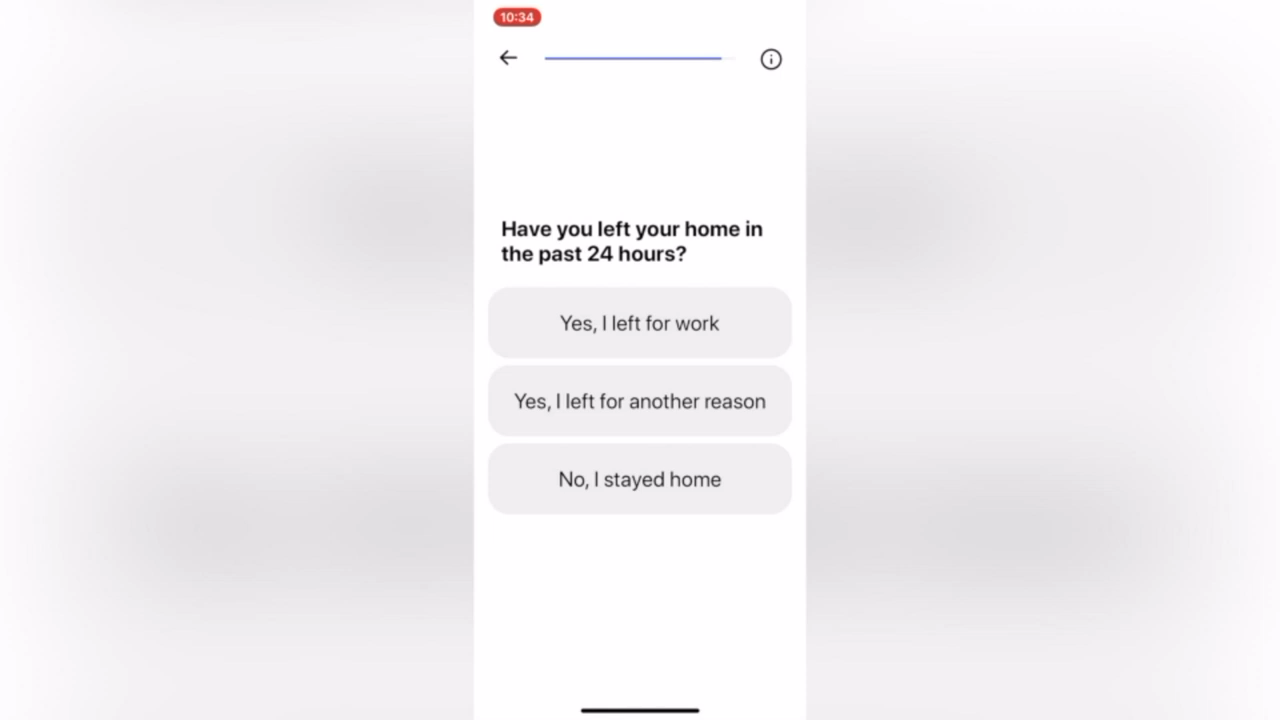 10:34
Have you left your home in
the past 24 hours?
Yes, I left for work
Yes, I left for another reason
No, I stayed home